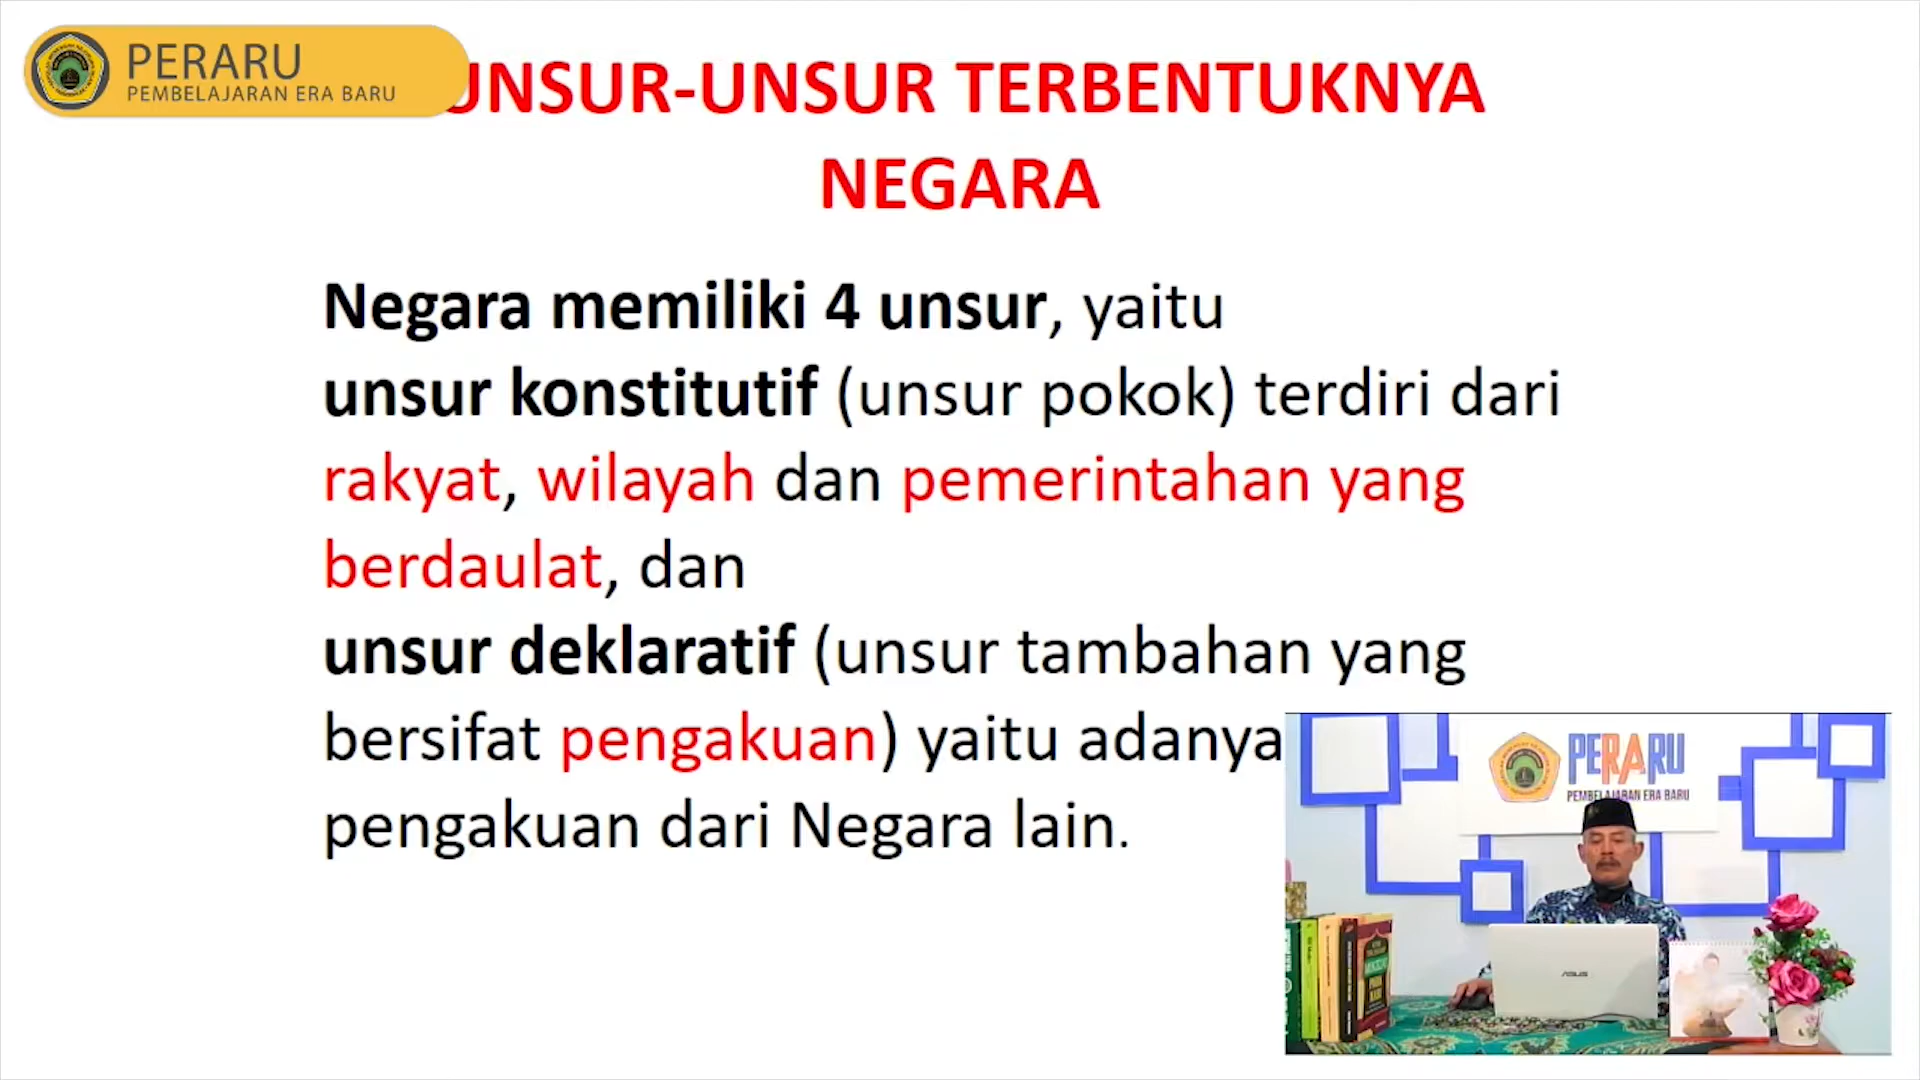 PERARU
PEMBELAJARAN ERA BARU
UNSUR-UNSUR TERBENTUKNYA
NEGARA
Negara memiliki 4 unsur, yaitu
unsur konstitutif (unsur pokok) terdiri dari
rakyat, wilayah dan pemerintahan yang
berdaulat, dan
unsur deklaratif (unsur tambahan yang
bersifat pengakuan) yaitu adanya
pengakuan dari Negara lain.
PERARU
PEMBELAJARAN ERA BARU
ASUS